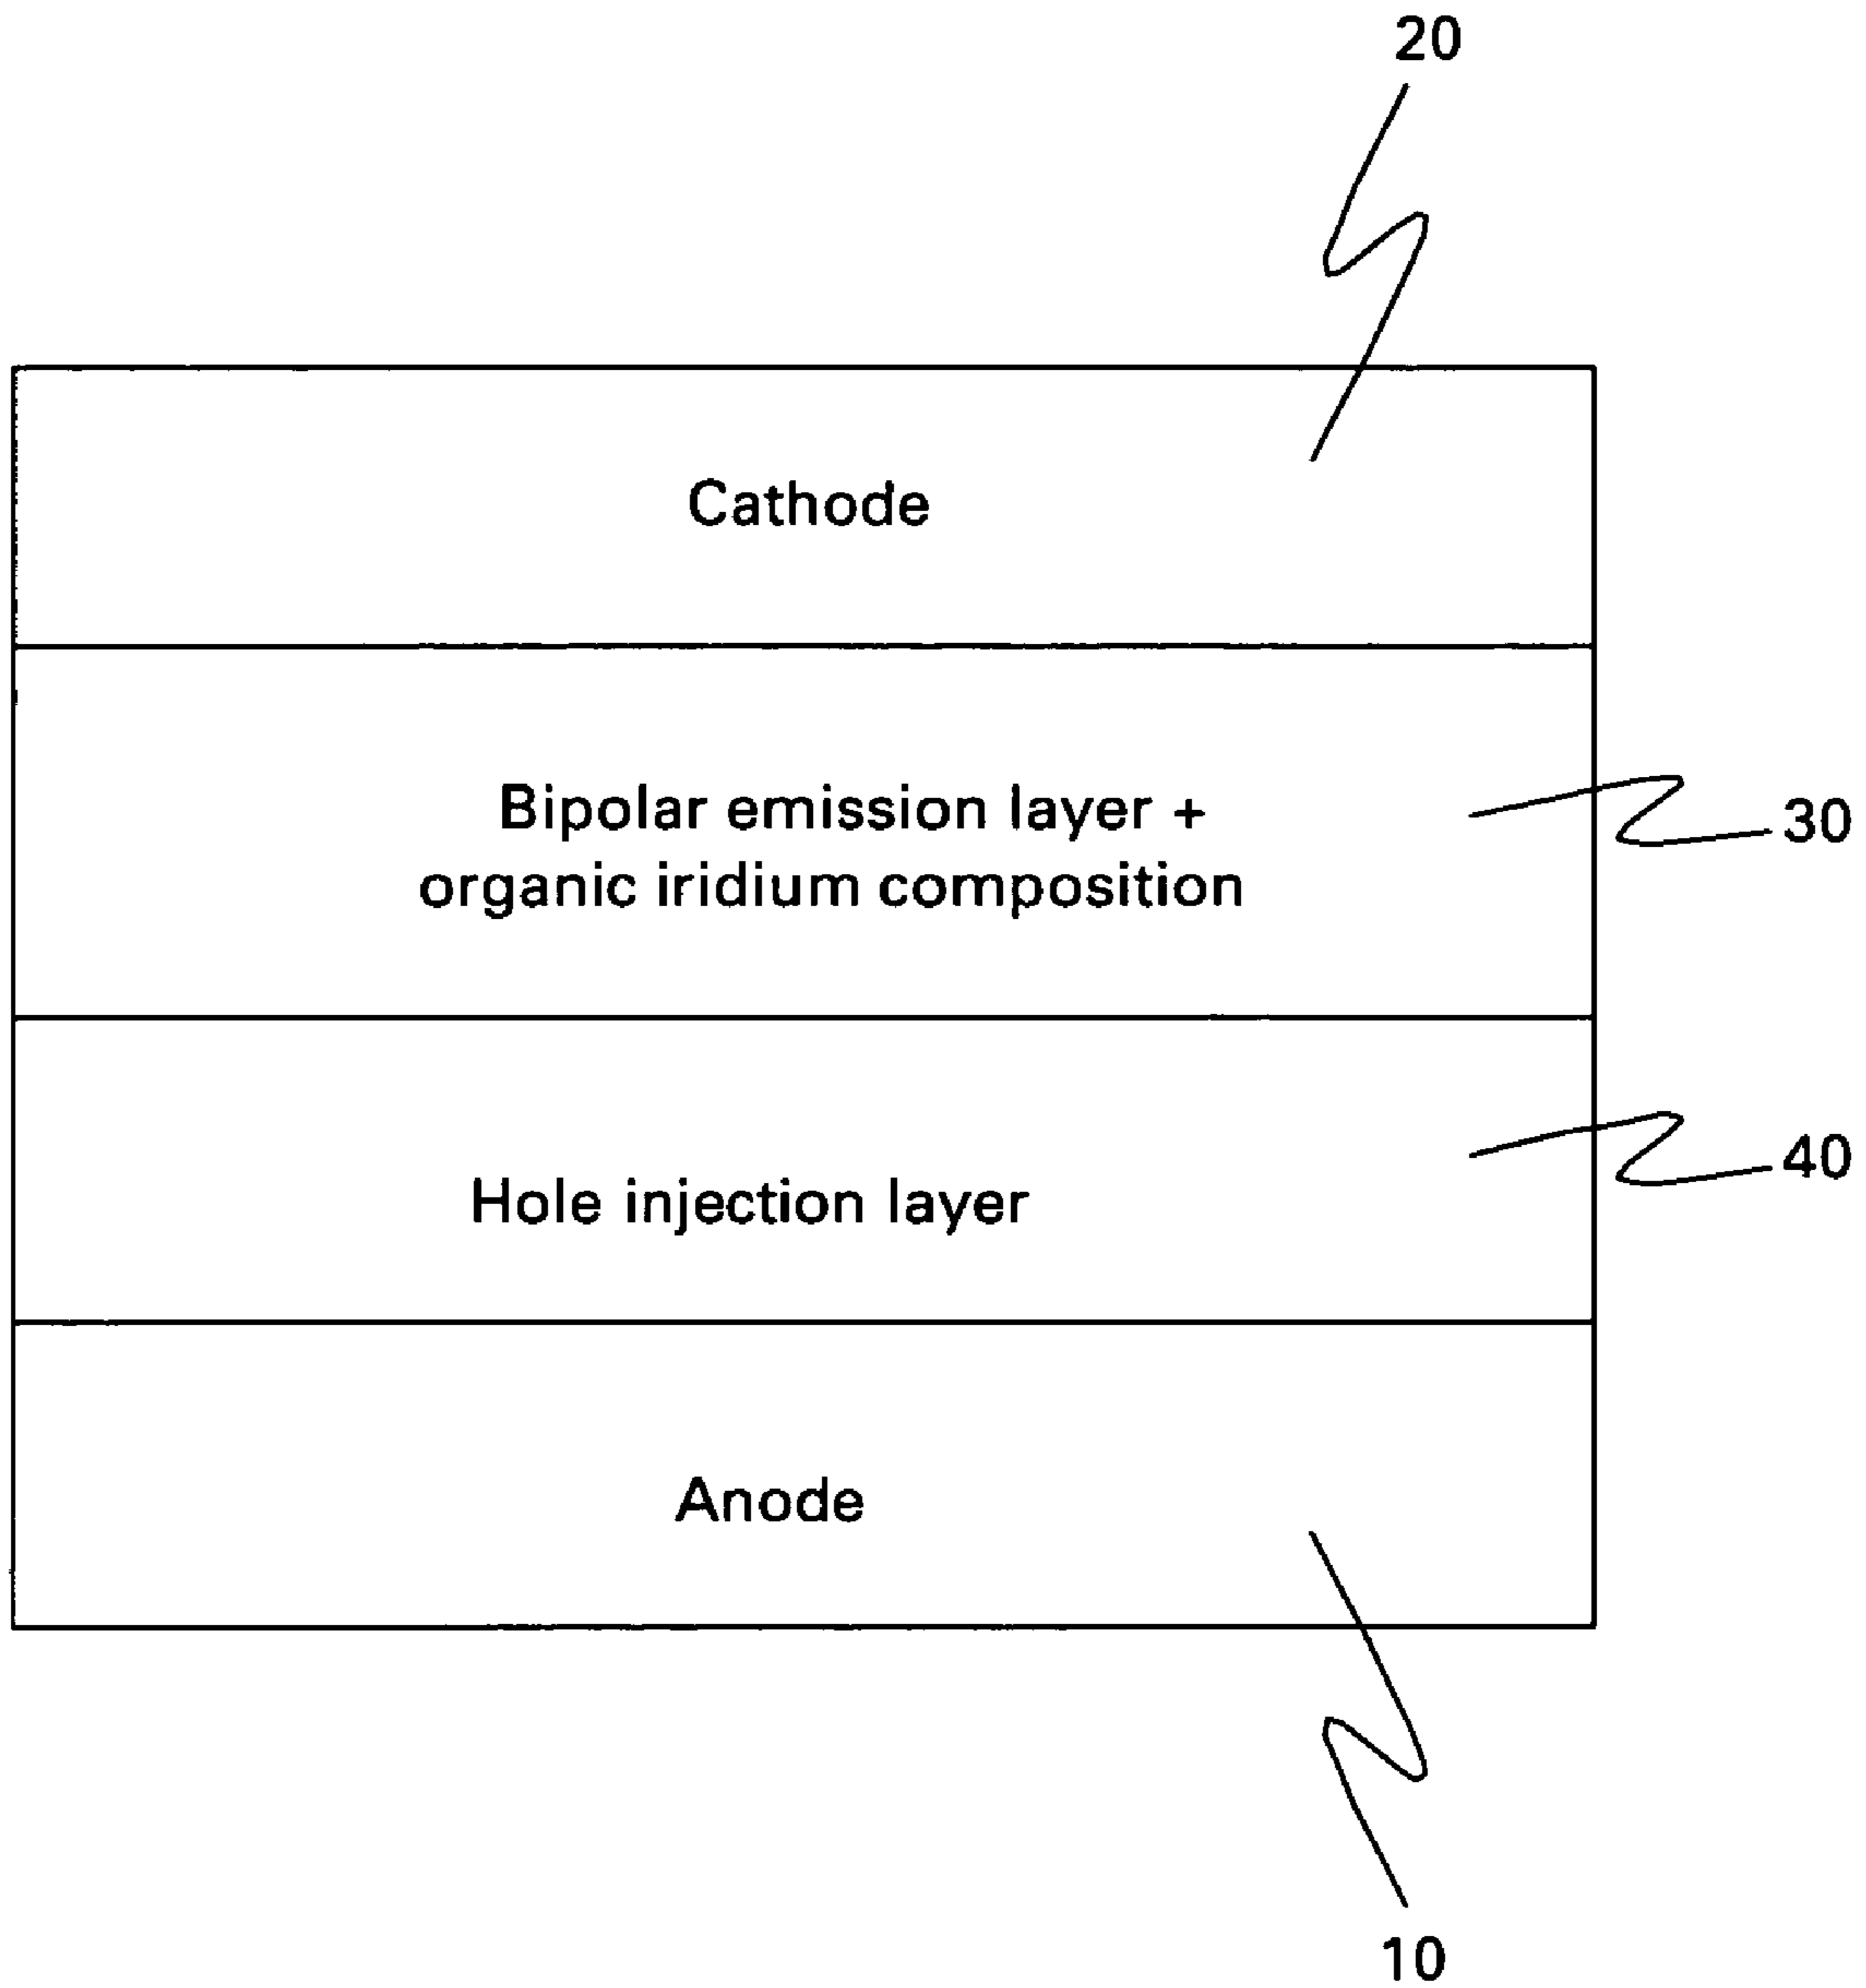 20
Cathode
Bipolar emission layer +
organic iridium composition
30
40
Hole injection layer
Anode
10